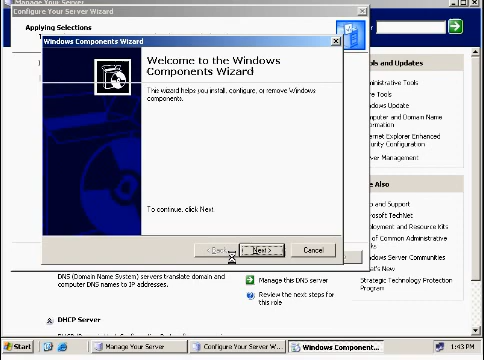 Manage Your Server
Configure Your Server Wizard
Applying Selections
Windows Components Wizard
Welcome to the Windows
Components Wizard
This wizard helps you install, configure, or remove Windows
components.
To continue, click Next.
< Back
Next >
Cancel
ols and Updates
ministrative Tools
re Tools
ndows Update
mputer and Domain Name
ormation
ernet Explorer Enhanced
urity Configuration
rver Management
e Also
p and Support
rosoft TechNet
ployment and Resource Kits
of Common Administrative
ks
ndows Server Communities
at's New
Strategic Technology Protection
Program
DNS (Domain Name System) servers translate domain and
computer DNS names to IP addresses.
Manage this DNS server
Review the next steps for
this role
DHCP Server
Start
Manage Your Server
Configure Your Server W...
Windows Component...
1:43 PM